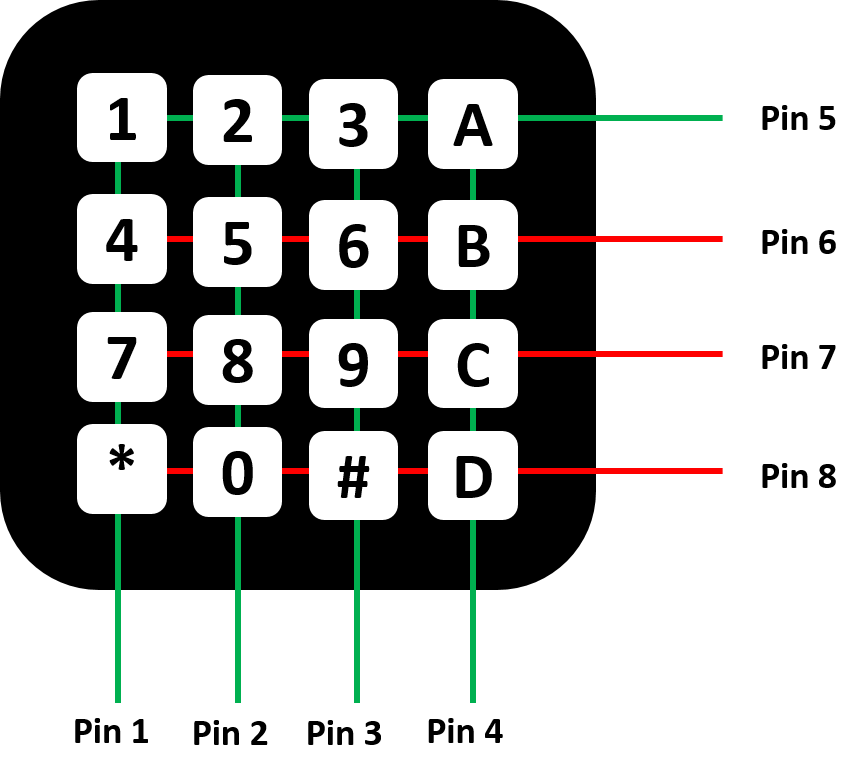 1 2 3 A Pin 5
4 5 6 B Pin 6
7 8 9 C Pin 7
* 0 # D Pin 8
Pin 1 Pin 2 Pin 3 Pin 4